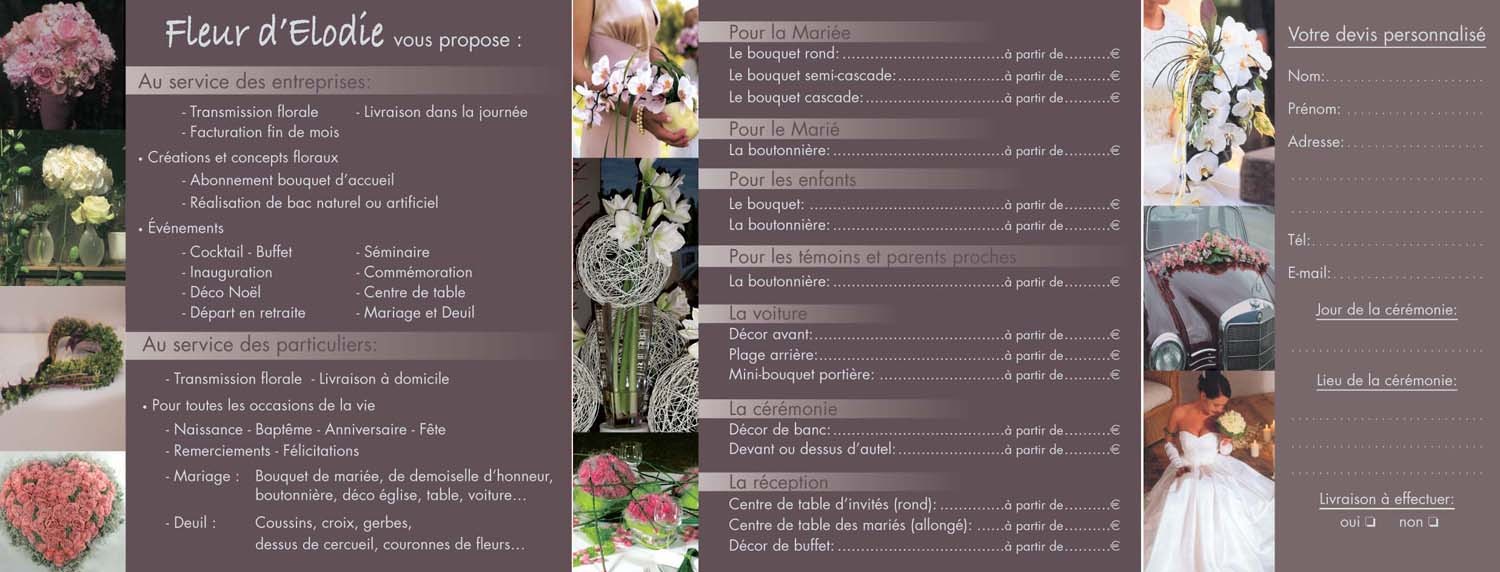 Fleur d'Elodie vous propose :
Au service des entreprises:
- Transmission florale - Livraison dans la journée
- Facturation fin de mois
• Créations et concepts floraux
- Abonnement bouquet d'accueil
- Réalisation de bac naturel ou artificiel
• Événements
- Cocktail - Buffet - Séminaire
- Inauguration - Commémoration
- Déco Noël - Centre de table
- Départ en retraite - Mariage et Deuil
Au service des particuliers:
- Transmission florale - Livraison à domicile
• Pour toutes les occasions de la vie
- Naissance - Baptême - Anniversaire - Fête
- Remerciements - Félicitations
- Mariage : Bouquet de mariée, de demoiselle d'honneur,
boutonnière, déco église, table, voiture...
- Deuil : Coussins, croix, gerbes,
dessus de cercueil, couronnes de fleurs...
Pour la Mariée
Le bouquet rond: ..............................à partir de..........€
Le bouquet semi-cascade:....................à partir de..........€
Le bouquet cascade:..........................à partir de..........€
Pour le Marié
La boutonnière:................................à partir de..........€
Pour les enfants
Le bouquet: ....................................à partir de..........€
La boutonnière:................................à partir de..........€
Pour les témoins et parents proches
La boutonnière:................................à partir de..........€
La voiture
Décor avant:...................................à partir de..........€
Plage arrière:..................................à partir de..........€
Mini-bouquet portière: .......................à partir de..........€
La cérémonie
Décor de banc:................................à partir de..........€
Devant ou dessus d'autel:....................à partir de..........€
La réception
Centre de table d'invités (rond): ............à partir de..........€
Centre de table des mariés (allongé): .....à partir de..........€
Décor de buffet:...............................à partir de..........€
Votre devis personnalisé
Nom:..............................
Prénom: ..........................
Adresse:..........................
..............................
..............................
Tél:..............................
E-mail:...........................
Jour de la cérémonie:
..............................
Lieu de la cérémonie:
..............................
..............................
..............................
Livraison à effectuer:
oui ❏ non ❏